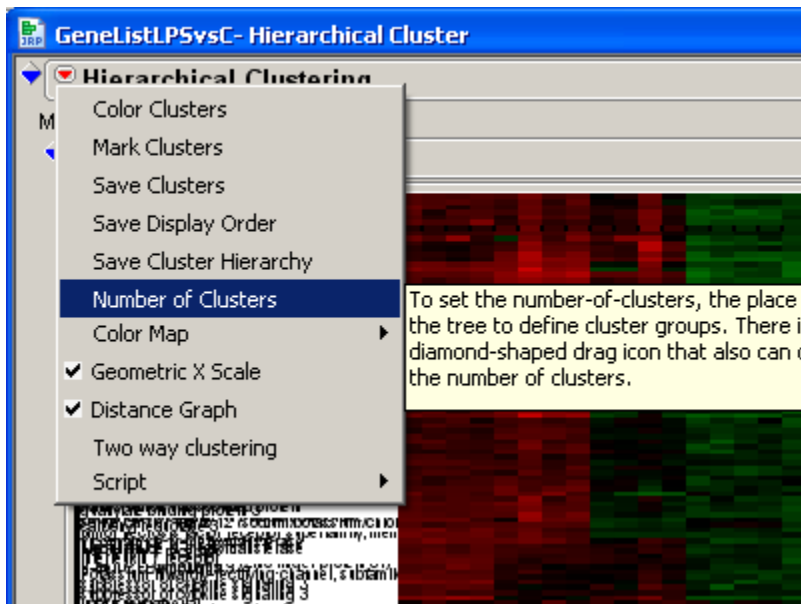 JRP
GeneListLPSvsC- Hierarchical Cluster
Hierarchical Clustering
M
Color Clusters
Mark Clusters
Save Clusters
Save Display Order
Save Cluster Hierarchy
Number of Clusters
Color Map
Geometric X Scale
Distance Graph
Two way clustering
Script
To set the number-of-clusters, the place
the tree to define cluster groups. There i
diamond-shaped drag icon that also can
the number of clusters.